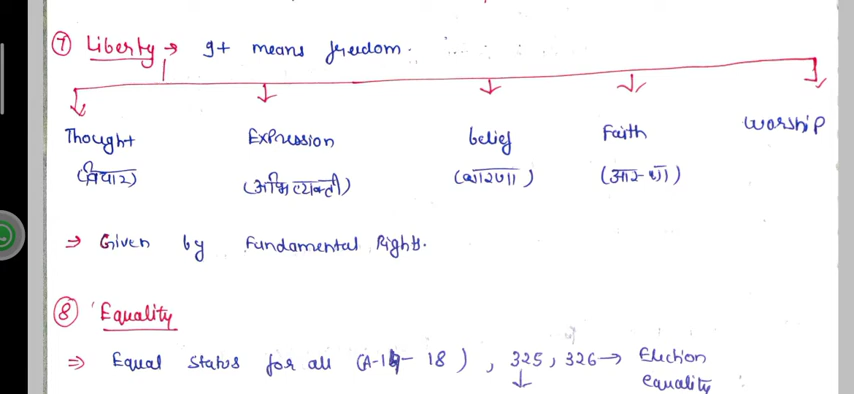 ⑦ Liberty → It means freedom.
Thought Expression belief Faith worship
(विचार) (अभिव्यक्ती) (धारणा) (आस्था)
⇒ Given by Fundamental Rights.
⑧ Equality
⇒ Equal status for all (A-14-18), 325, 326 → Election
equality